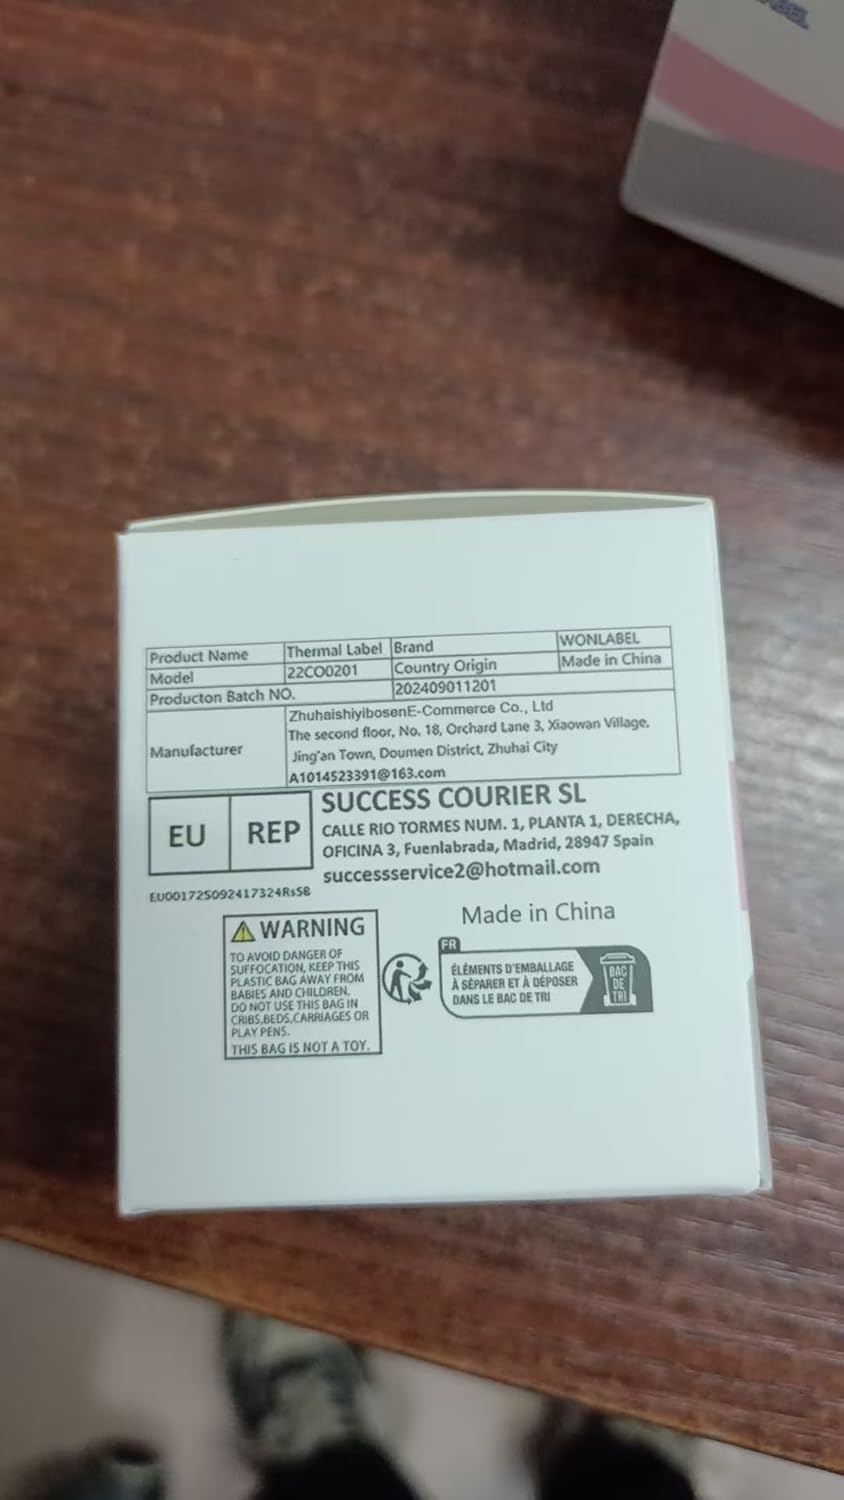 Product Name Thermal Label Brand WONLABEL
Model 22CO0201 Country Origin Made in China
Producton Batch NO. 202409011201
Manufacturer
ZhuhaishiyibosenE-Commerce Co., Ltd
The second floor, No. 18, Orchard Lane 3, Xiaowan Village,
Jing'an Town, Doumen District, Zhuhai City
A1014523391@163.com
EU REP
SUCCESS COURIER SL
CALLE RIO TORMES NUM. 1, PLANTA 1, DERECHA,
OFICINA 3, Fuenlabrada, Madrid, 28947 Spain
successservice2@hotmail.com
EU00172S092417324RsSB
WARNING
TO AVOID DANGER OF
SUFFOCATION, KEEP THIS
PLASTIC BAG AWAY FROM
BABIES AND CHILDREN.
DO NOT USE THIS BAG IN
CRIBS,BEDS,CARRIAGES OR
PLAY PENS.
THIS BAG IS NOT A TOY.
Made in China
FR
ÉLÉMENTS D'EMBALLAGE
À SÉPARER ET À DÉPOSER
DANS LE BAC DE TRI
BAC
DE
TRI